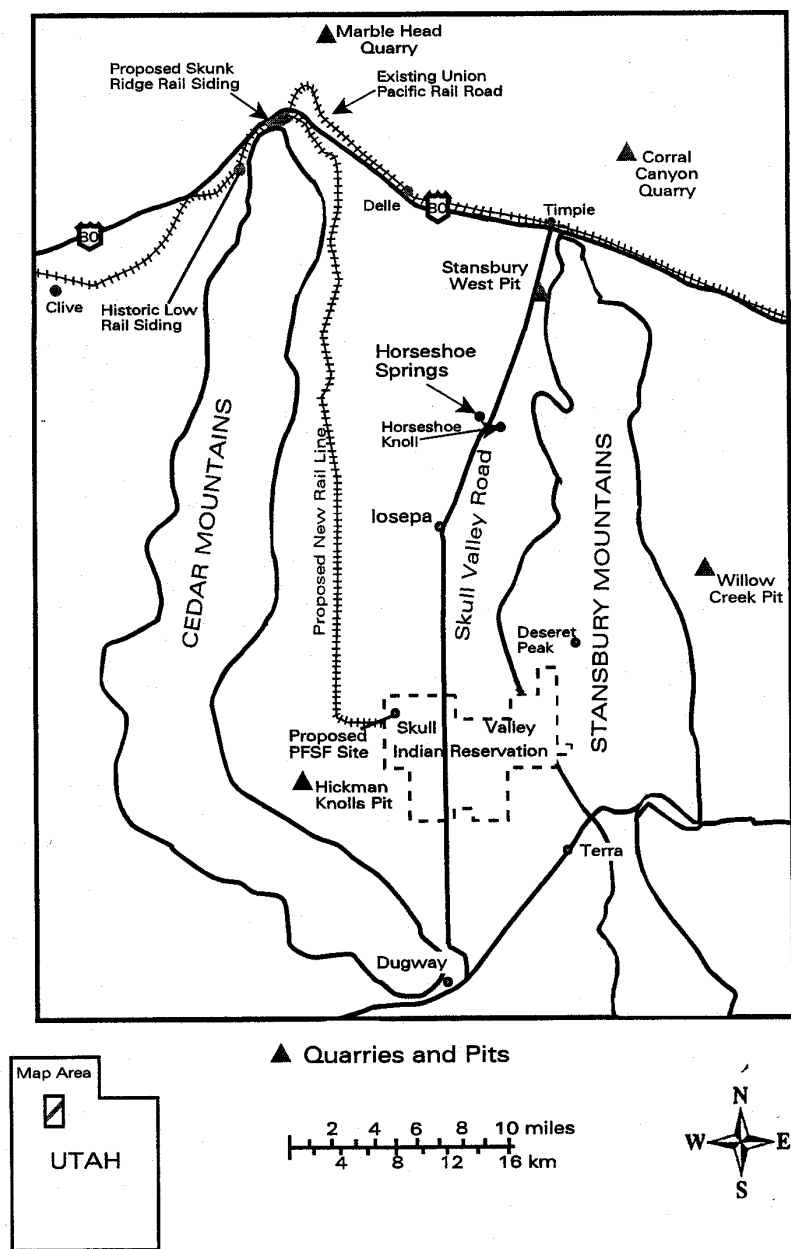 Marble Head
Quarry
Proposed Skunk
Ridge Rail Siding
Existing Union
Pacific Rail Road
Corral
Canyon
Quarry
Delle
80
Timpie
80
Stansbury
West Pit
Clive
Historic Low
Rail Siding
Horseshoe
Springs
Horseshoe
Knoll
CEDAR MOUNTAINS
Proposed New Rail Line
Iosepa
Skull Valley Road
STANSBURY MOUNTAINS
Willow
Creek Pit
Deseret
Peak
Proposed
PFSF Site
Skull Valley
Indian Reservation
Hickman
Knolls Pit
Terra
Dugway
Quarries and Pits
Map Area
UTAH
2 4 6 8 10 miles
4 8 12 16 km
N
W E
S